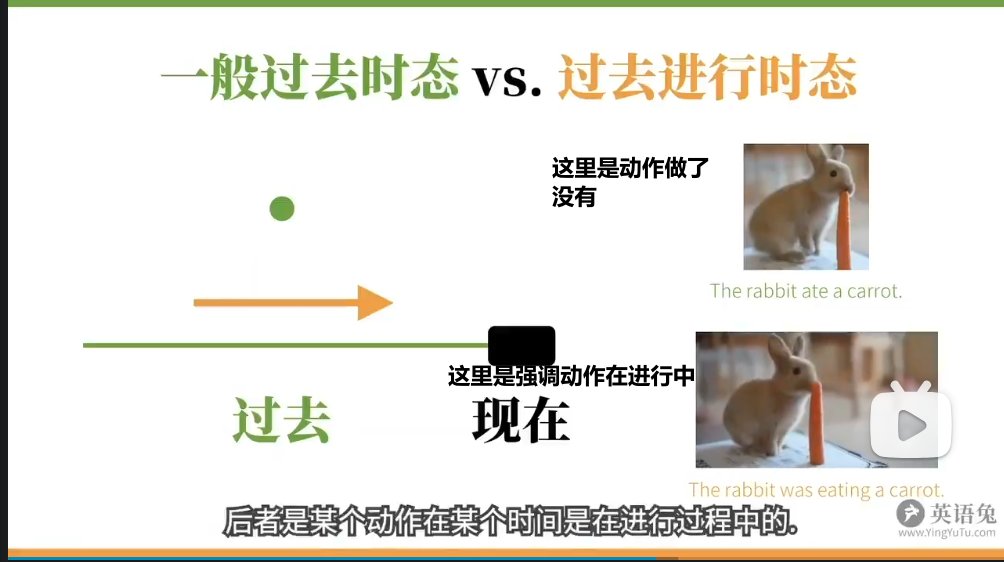 一般过去时态 vs. 过去进行时态
这里是动作做了
没有
The rabbit ate a carrot.
这里是强调动作在进行中
过去
现在
The rabbit was eating a carrot.
后者是某个动作在某个时间是在进行过程中的.
英语兔
www.YingYuTu.com